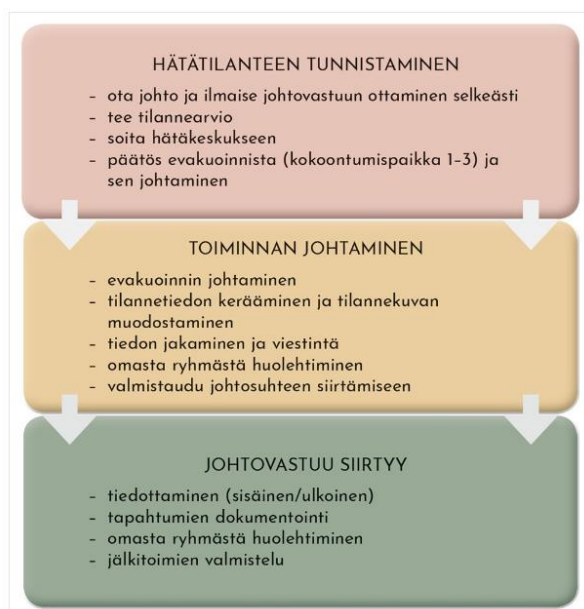 HÄTÄTILANTEEN TUNNISTAMINEN
– ota johto ja ilmaise johtovastuun ottaminen selkeästi
– tee tilannearvio
– soita hätäkeskukseen
– päätös evakuoinnista (kokoontumispaikka 1–3) ja
sen johtaminen
TOIMINNAN JOHTAMINEN
– evakuoinnin johtaminen
– tilannetiedon kerääminen ja tilannekuvan
muodostaminen
– tiedon jakaminen ja viestintä
– omasta ryhmästä huolehtiminen
– valmistaudu johtosuhteen siirtämiseen
JOHTOVASTUU SIIRTYY
– tiedottaminen (sisäinen/ulkoinen)
– tapahtumien dokumentointi
– omasta ryhmästä huolehtiminen
– jälkitoimien valmistelu